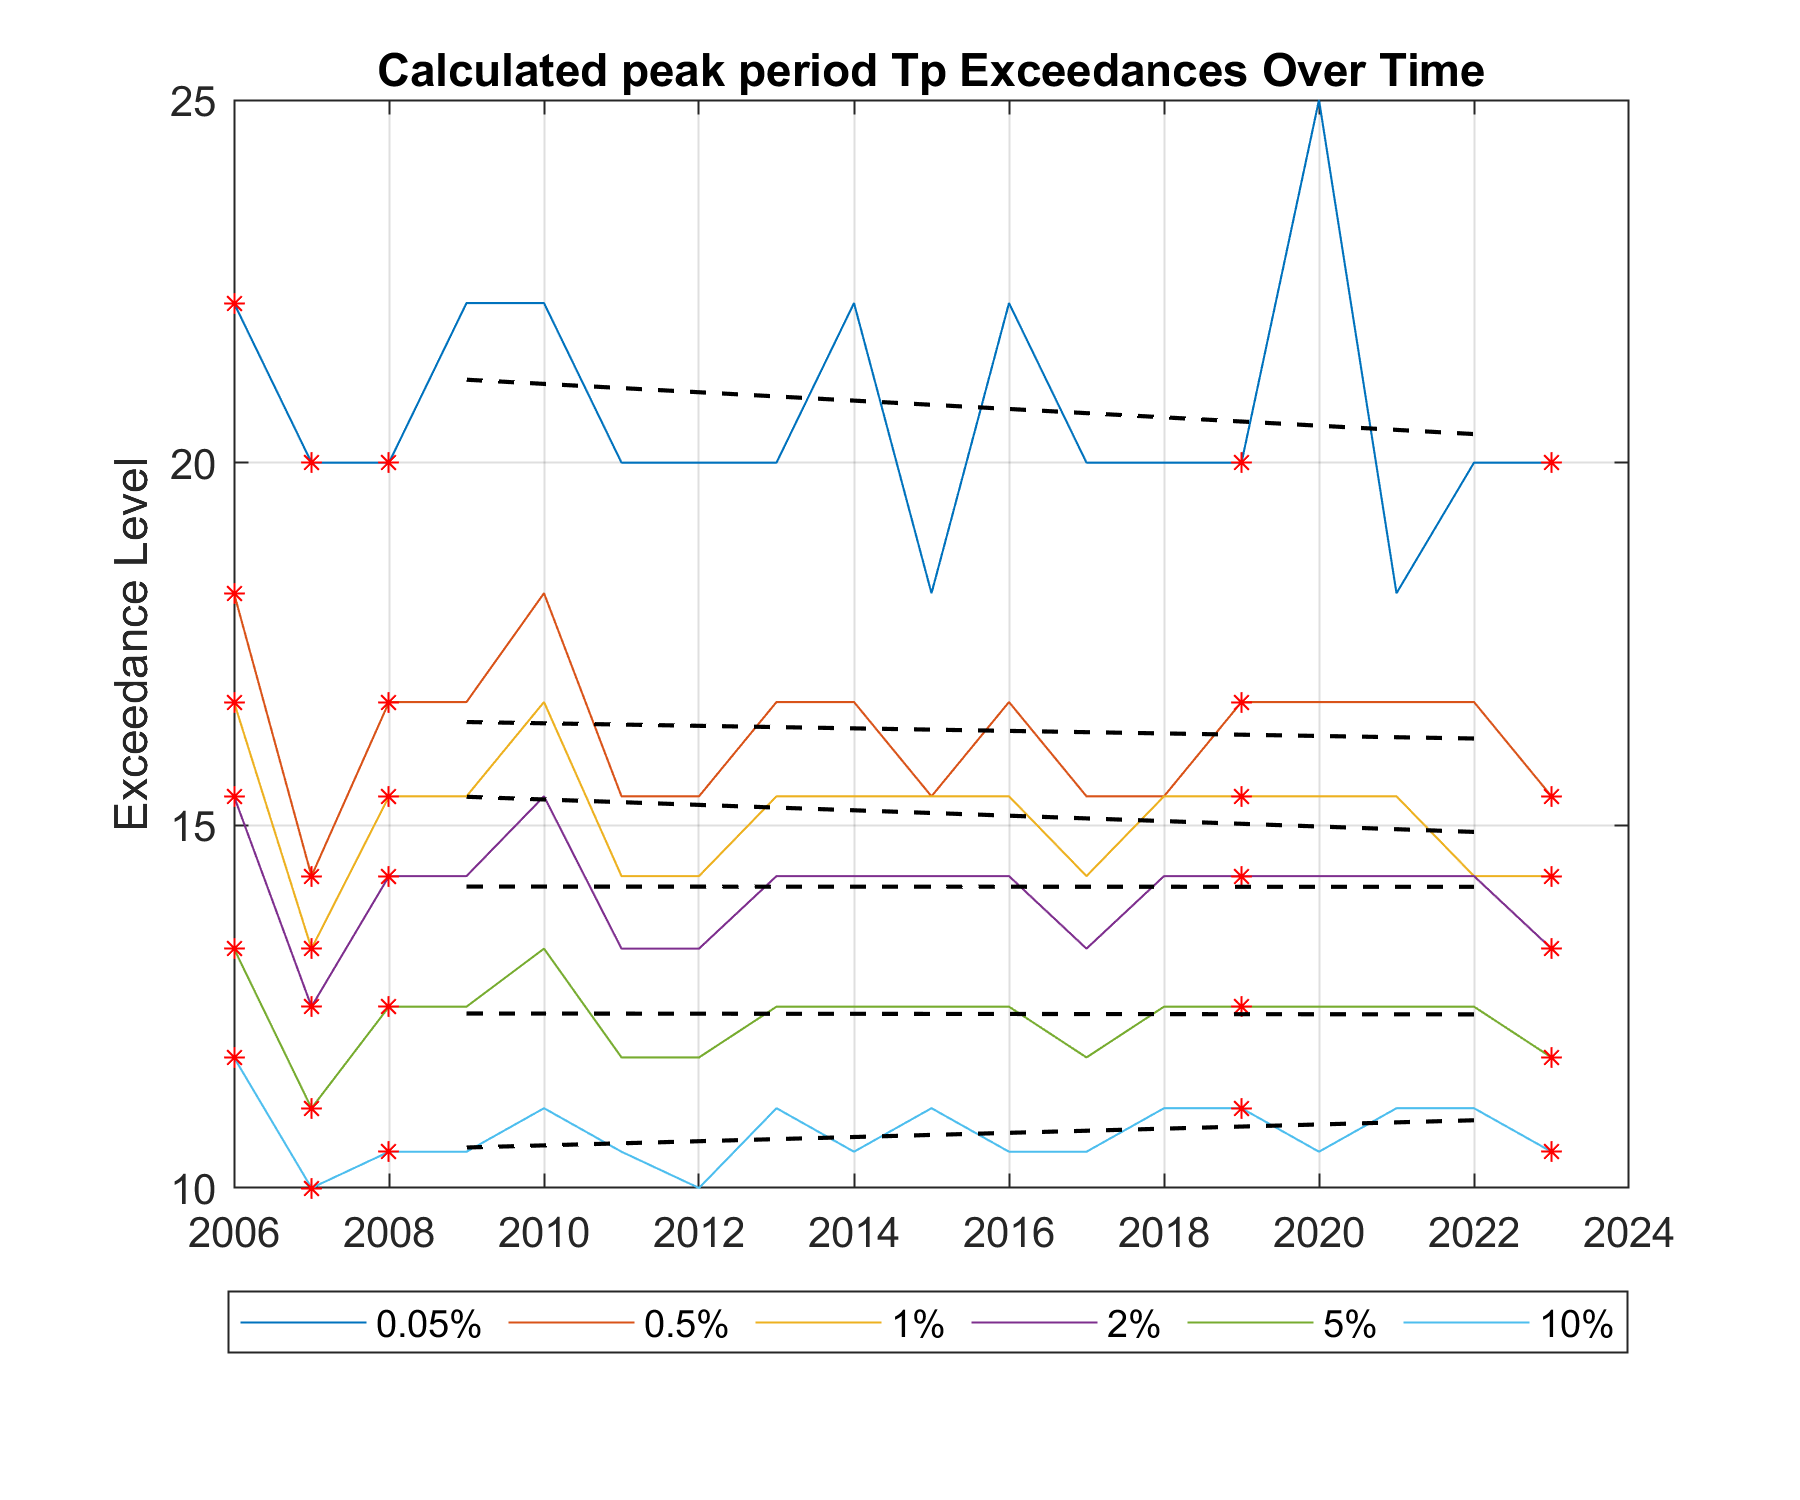 Calculated peak period Tp Exceedances Over Time
25
20
15
10
Exceedance Level
2006 2008 2010 2012 2014 2016 2018 2020 2022 2024
0.05% 0.5% 1% 2% 5% 10%